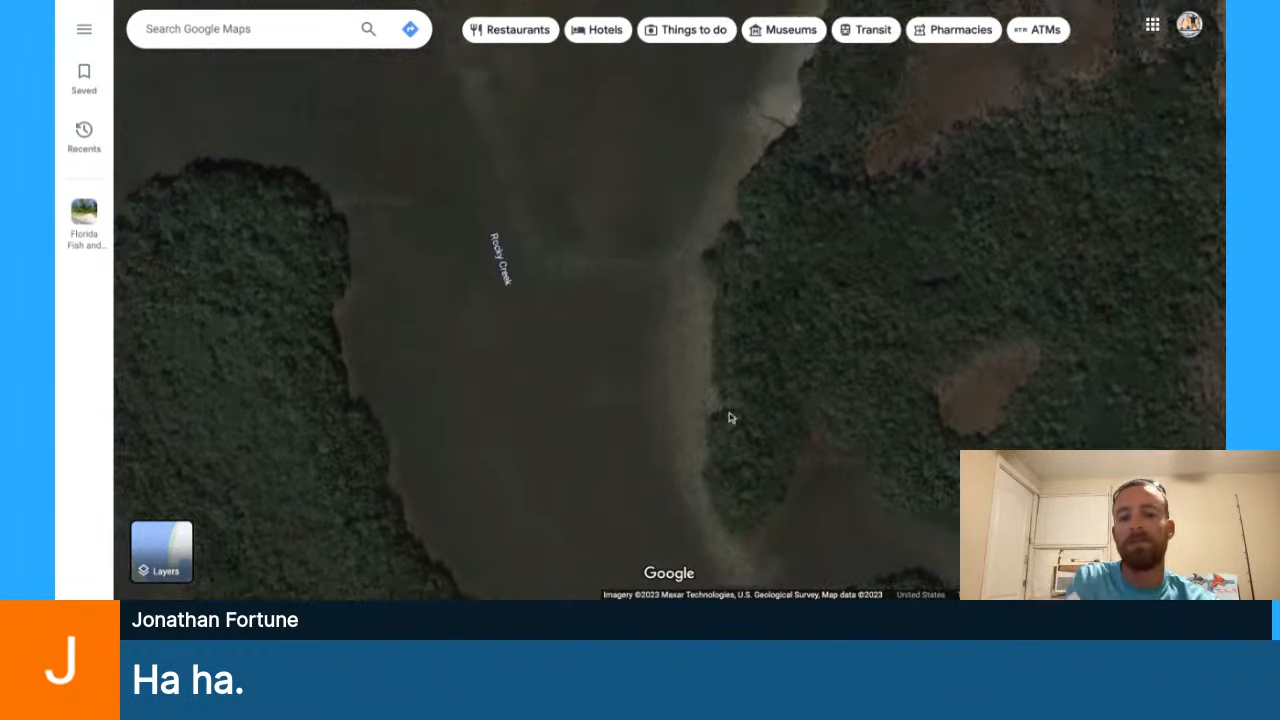 Search Google Maps
Restaurants
Hotels
Things to do
Museums
Transit
Pharmacies
ATM
ATMs
Saved
Recents
Florida
Fish and...
Rocky Creek
Layers
Google
Imagery ©2023 Maxar Technologies, U.S. Geological Survey, Map data ©2023
United States
J
Jonathan Fortune
Ha ha.